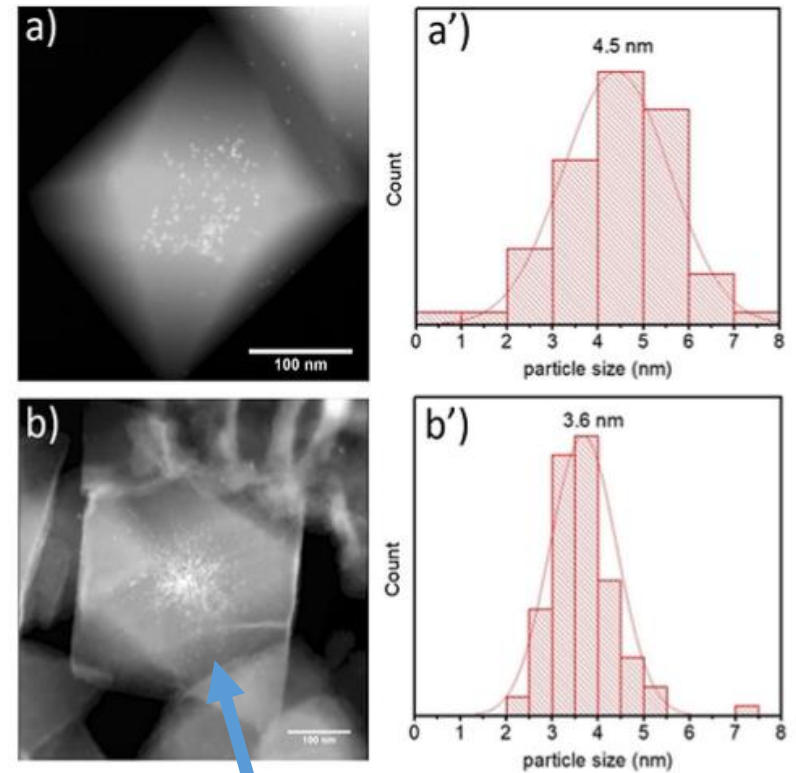 a)
100 nm
a')
4.5 nm
Count
0 1 2 3 4 5 6 7 8
particle size (nm)
b)
100 nm
b')
3.6 nm
Count
0 1 2 3 4 5 6 7 8
particle size (nm)